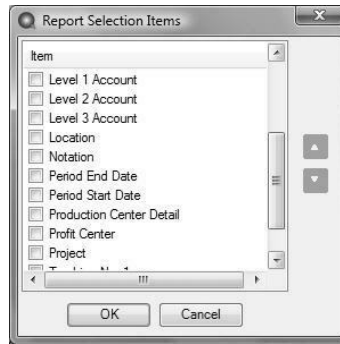 Report Selection Items
Item
Level 1 Account
Level 2 Account
Level 3 Account
Location
Notation
Period End Date
Period Start Date
Production Center Detail
Profit Center
Project
OK
Cancel